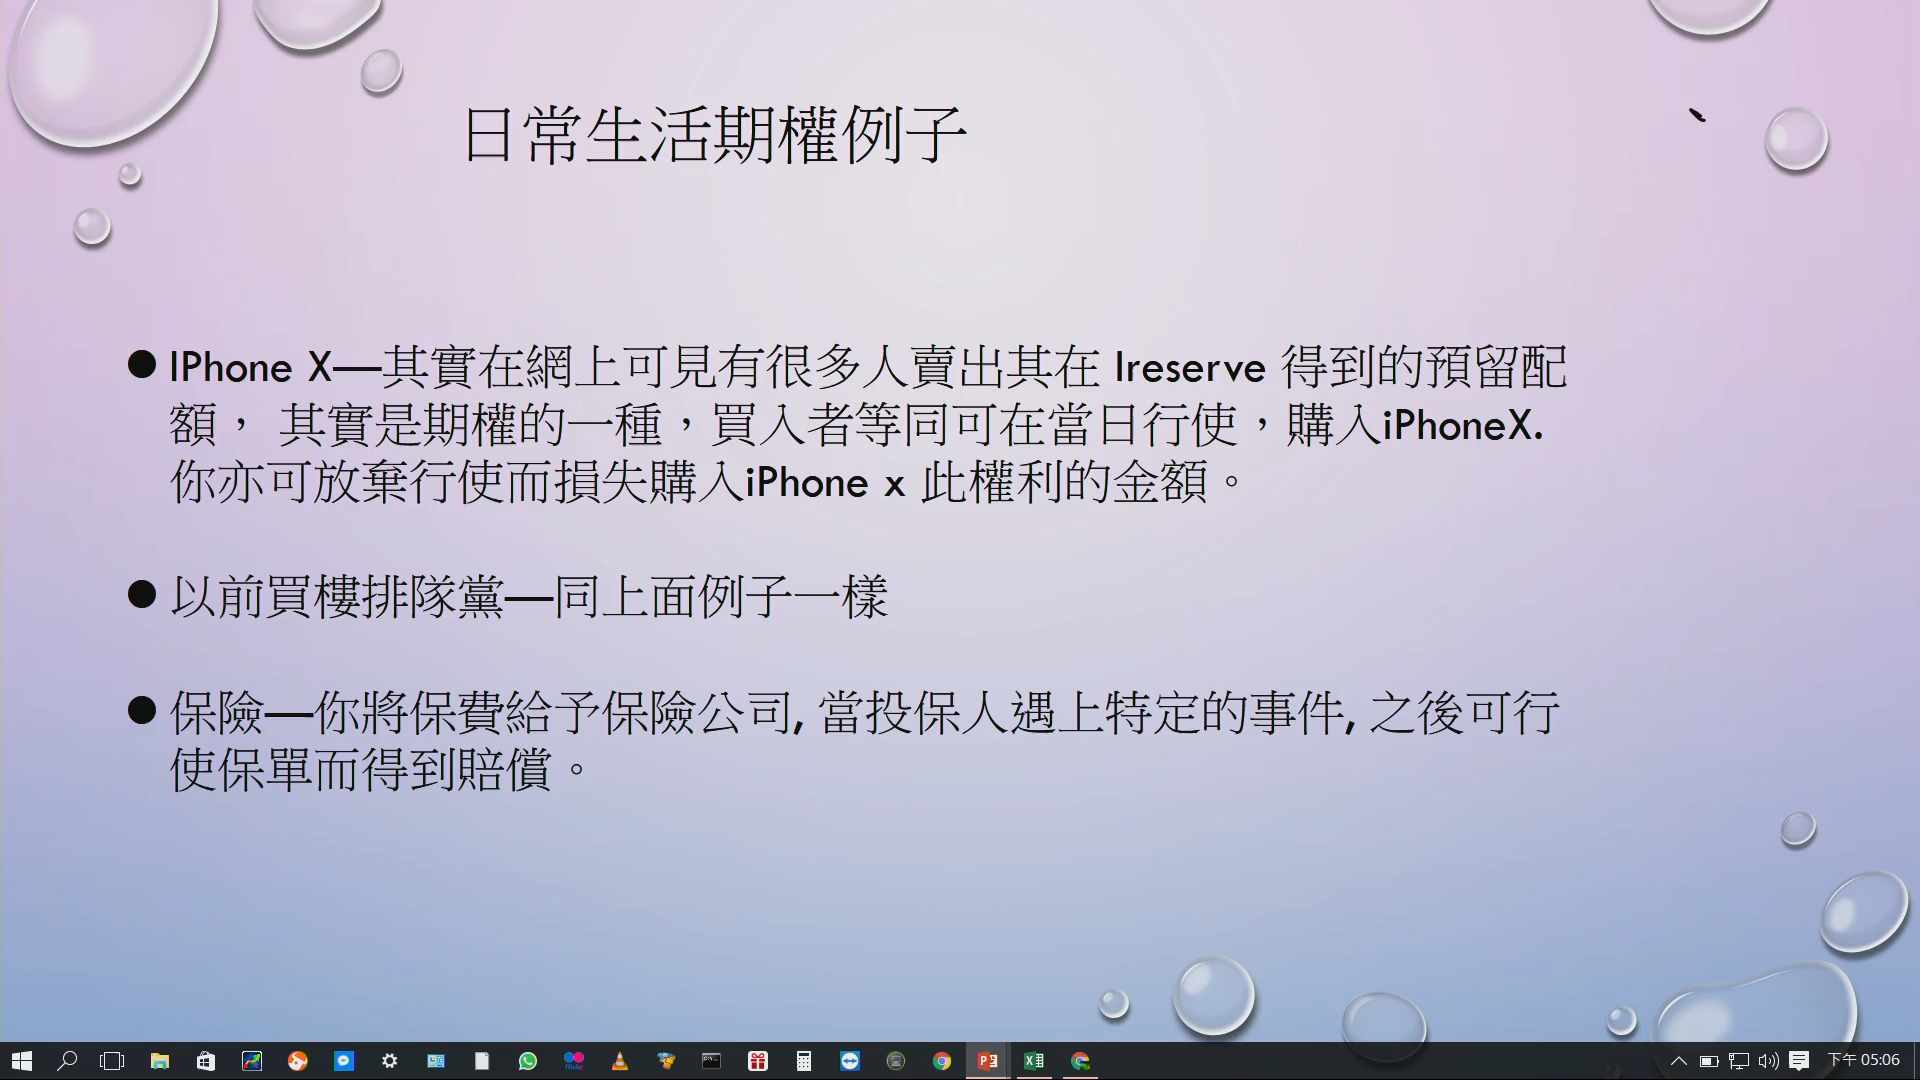 日常生活期權例子
● IPhone X—其實在網上可見有很多人賣出其在 Ireserve 得到的預留配
額， 其實是期權的一種，買入者等同可在當日行使，購入iPhoneX.
你亦可放棄行使而損失購入iPhone x 此權利的金額。
● 以前買樓排隊黨—同上面例子一樣
● 保險—你將保費給予保險公司, 當投保人遇上特定的事件, 之後可行
使保單而得到賠償。
flickr
下午 05:06